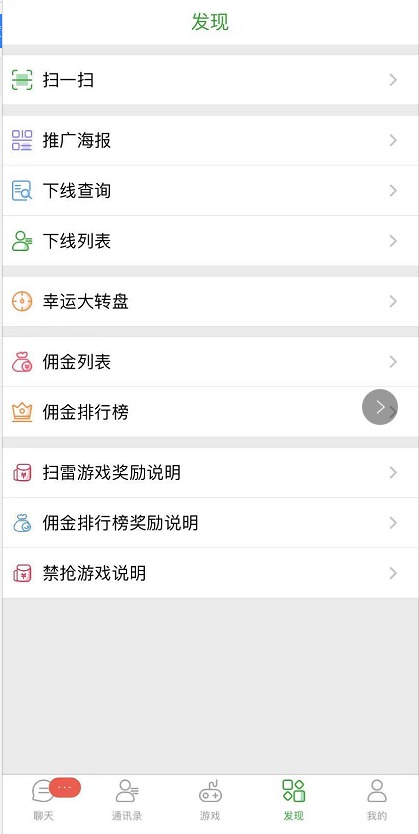 发现
扫一扫
推广海报
下线查询
下线列表
幸运大转盘
佣金列表
佣金排行榜
扫雷游戏奖励说明
佣金排行榜奖励说明
禁抢游戏说明
聊天
通讯录
游戏
发现
我的